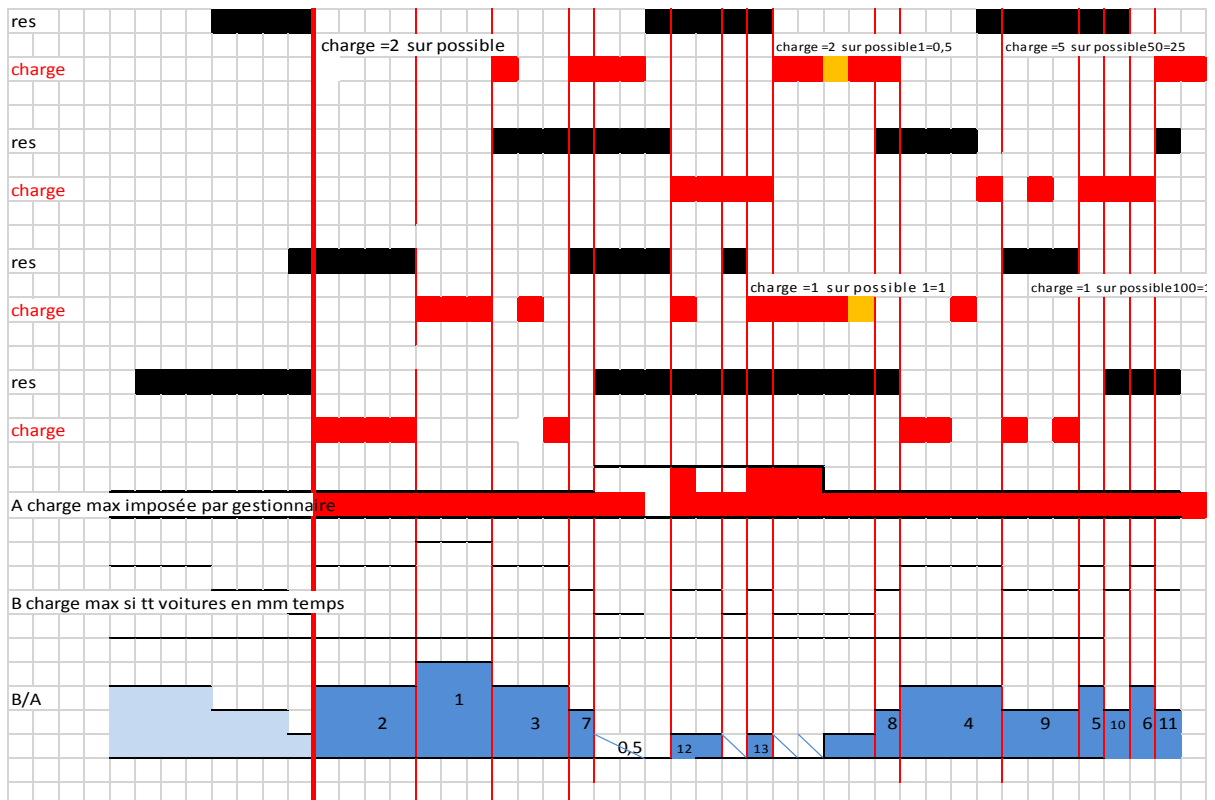 res
charge =2 sur possible
charge =2 sur possible1=0,5
charge =5 sur possible50=25
charge
res
charge
res
charge =1 sur possible 1=1
charge =1 sur possible100=1
charge
res
charge
A charge max imposée par gestionnaire
B charge max si tt voitures en mm temps
B/A
1
2
3
7
8
4
9
5
10
6
11
0,5
12
13